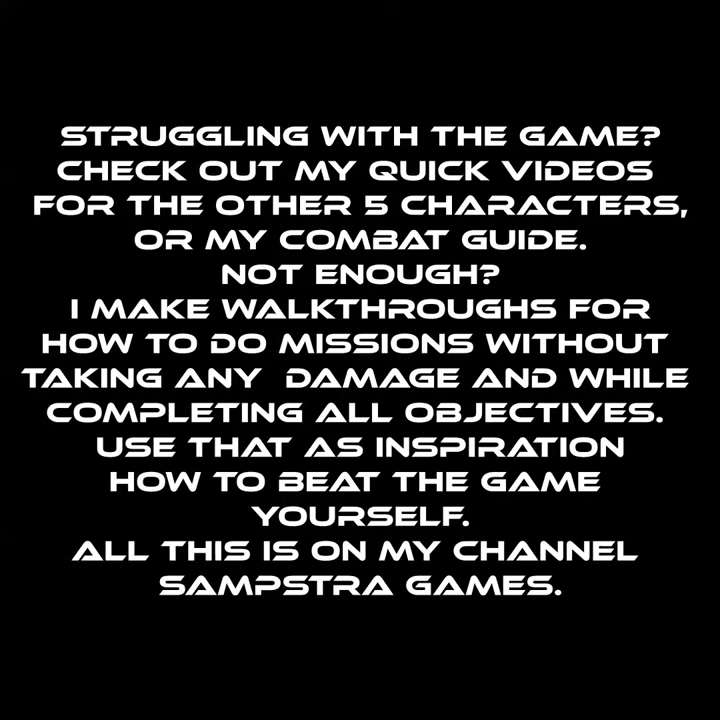 STRUGGLING WITH THE GAME?
CHECK OUT MY QUICK VIDEOS
FOR THE OTHER 5 CHARACTERS,
OR MY COMBAT GUIDE.
NOT ENOUGH?
I MAKE WALKTHROUGHS FOR
HOW TO DO MISSIONS WITHOUT
TAKING ANY  DAMAGE AND WHILE
COMPLETING ALL OBJECTIVES.
USE THAT AS INSPIRATION
HOW TO BEAT THE GAME
YOURSELF.
ALL THIS IS ON MY CHANNEL
SAMPSTRA GAMES.